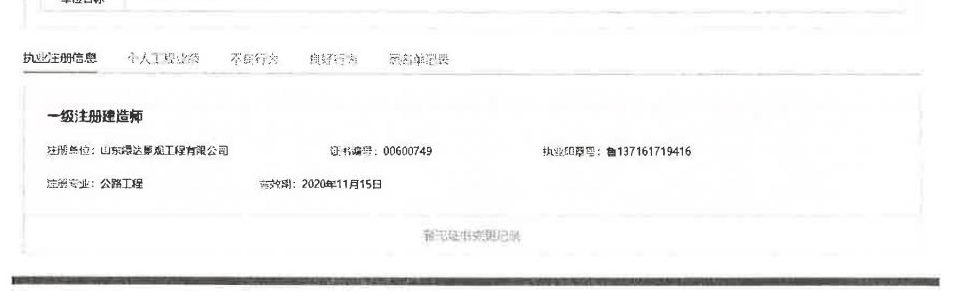 单位名称
执业注册信息 个人工程业绩 不良行为 良好行为 黑名单记录
一级注册建造师
注册单位：山东绿达景观工程有限公司 证书编号：00600749 执业印章号：鲁137161719416
注册专业：公路工程 有效期：2020年11月15日
暂无证书变更记录